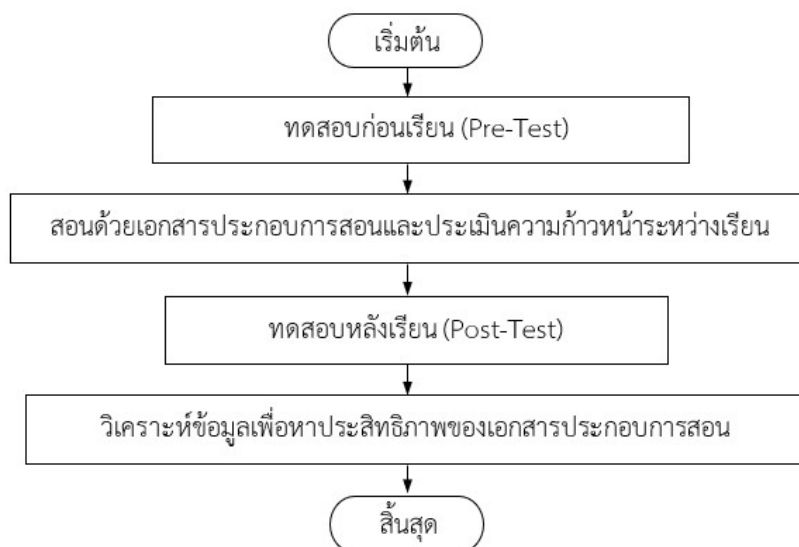 เริ่มต้น
ทดสอบก่อนเรียน (Pre-Test)
สอนด้วยเอกสารประกอบการสอนและประเมินความก้าวหน้าระหว่างเรียน
ทดสอบหลังเรียน (Post-Test)
วิเคราะห์ข้อมูลเพื่อหาประสิทธิภาพของเอกสารประกอบการสอน
สิ้นสุด